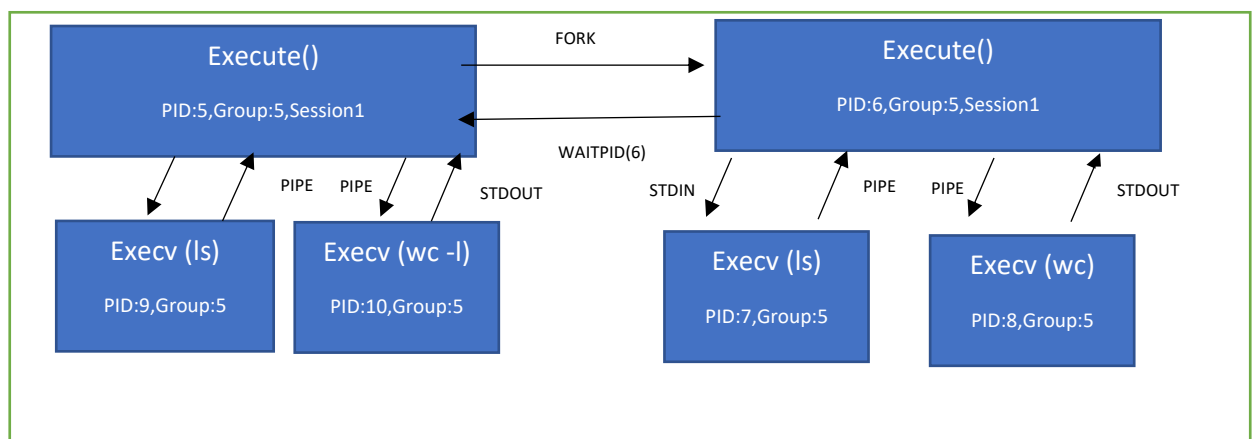 Execute()
PID:5,Group:5,Session1
FORK
Execute()
PID:6,Group:5,Session1
WAITPID(6)
PIPE
PIPE
STDOUT
STDIN
PIPE
PIPE
STDOUT
Execv (ls)
PID:9,Group:5
Execv (wc -l)
PID:10,Group:5
Execv (ls)
PID:7,Group:5
Execv (wc)
PID:8,Group:5